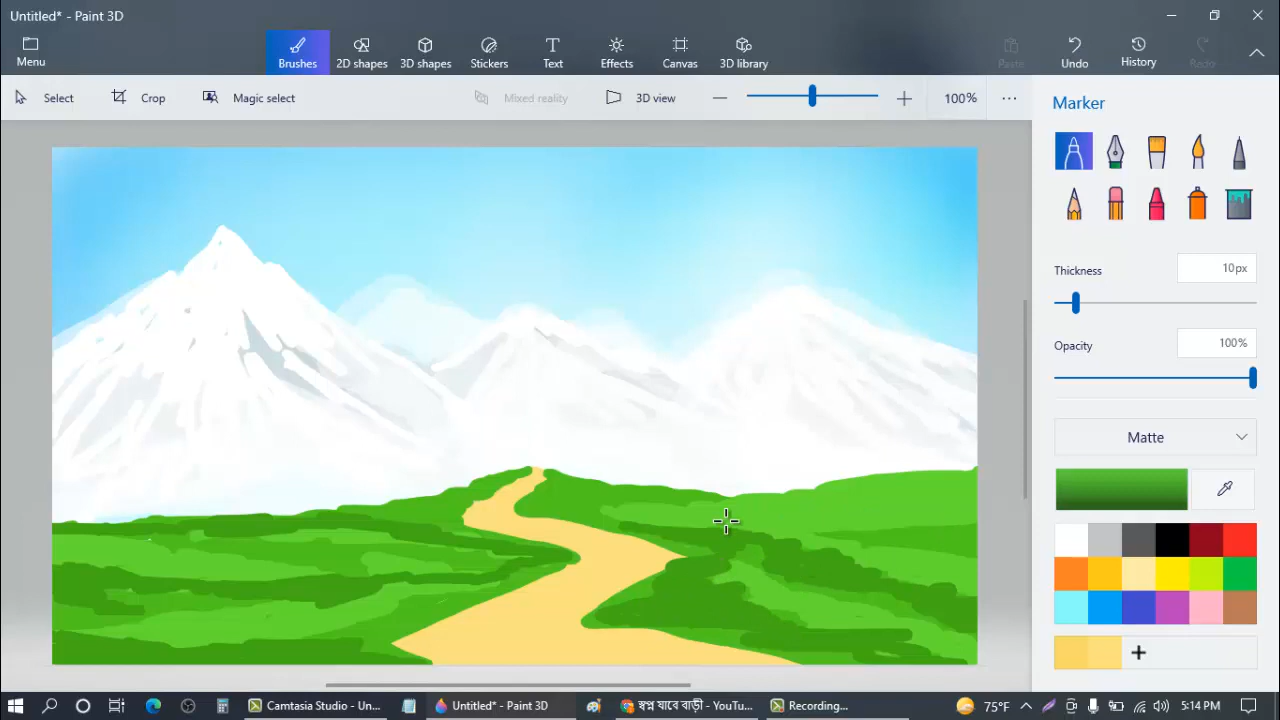 Untitled* - Paint 3D
Menu
Brushes
2D shapes
3D shapes
Stickers
Text
Effects
Canvas
3D library
Paste
Undo
History
Redo
Select
Crop
Magic select
Mixed reality
3D view
100%
Marker
Thickness
10px
Opacity
100%
Matte
Camtasia Studio - Un...
Untitled* - Paint 3D
স্বপ্ন যাবে বাড়ী - YouT...
Recording...
75°F
5:14 PM